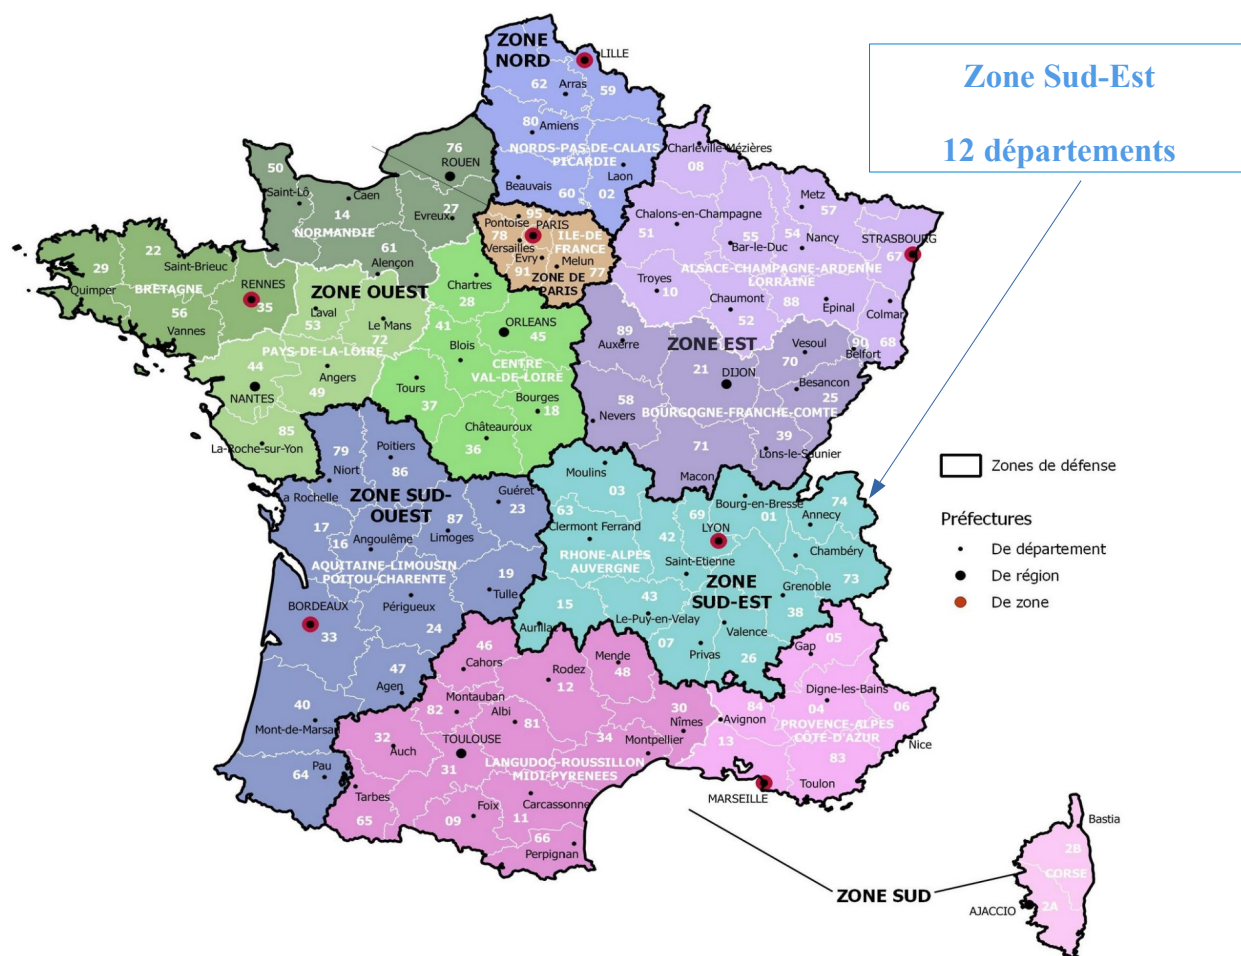 ZONE
NORD
LILLE
62
59
Arras
80
Amiens
NORDS-PAS-DE-CALAIS
PICARDIE
Beauvais
60
02
Laon
Zone Sud-Est
12 départements
76
ROUEN
50
Saint-Lô
Caen
14
NORMANDIE
Evreux
27
61
Alençon
Charleville-Mézières
08
Metz
57
Chalons-en-Champagne
51
55
Bar-le-Duc
54
Nancy
STRASBOURG
67
ALSACE-CHAMPAGNE-ARDENNE
LORRAINE
Troyes
10
Chaumont
52
88
Epinal
Colmar
68
95
Pontoise
PARIS
78
Versailles
ILE-DE
FRANCE
Evry
91
Melun
77
ZONE DE
PARIS
22
Saint-Brieuc
29
BRETAGNE
Quimper
56
Vannes
RENNES
35
ZONE OUEST
Laval
53
Le Mans
72
PAYS-DE-LA-LOIRE
44
NANTES
Angers
49
85
La-Roche-sur-Yon
Chartres
28
41
ORLEANS
45
Blois
CENTRE
VAL-DE-LOIRE
Tours
37
Bourges
18
Châteauroux
36
89
Auxerre
ZONE EST
Vesoul
70
90
Belfort
21
DIJON
Besançon
25
58
Nevers
BOURGOGNE-FRANCHE-COMTE
71
39
Lons-le-Saunier
Macon
79
Poitiers
Niort
86
La Rochelle
ZONE SUD-
OUEST
Guéret
23
17
16
Angoulême
87
Limoges
AQUITAINE-LIMOUSIN
POITOU-CHARENTE
19
Tulle
BORDEAUX
33
Périgueux
24
47
Agen
40
Mont-de-Marsan
64
Pau
Moulins
03
63
Clermont Ferrand
69
LYON
Bourg-en-Bresse
01
74
Annecy
42
Chambéry
RHONE-ALPES
AUVERGNE
Saint-Etienne
73
ZONE
SUD-EST
Grenoble
38
15
Aurillac
43
Le-Puy-en-Velay
Valence
07
Privas
26
Zones de défense
Préfectures
De département
De région
De zone
46
Cahors
Rodez
12
Mende
48
Montauban
82
Albi
81
30
Nîmes
32
Auch
TOULOUSE
31
34
Montpellier
LANGUDOC-ROUSSILLON
MIDI-PYRENEES
Tarbes
65
Foix
09
Carcassonne
11
66
Perpignan
05
Gap
Digne-les-Bains
04
06
84
Avignon
PROVENCE-ALPES
CÔTE-D'AZUR
13
83
Nice
MARSEILLE
Toulon
Bastia
2B
CORSE
ZONE SUD
AJACCIO
2A